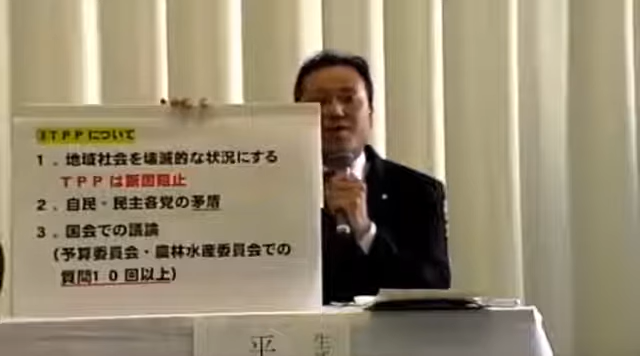 ③TPPについて
1．地域社会を壊滅的な状況にする
TPPは断固阻止
2．自民・民主各党の矛盾
3．国会での議論
(予算委員会・農林水産委員会での
質問10回以上)
平
生